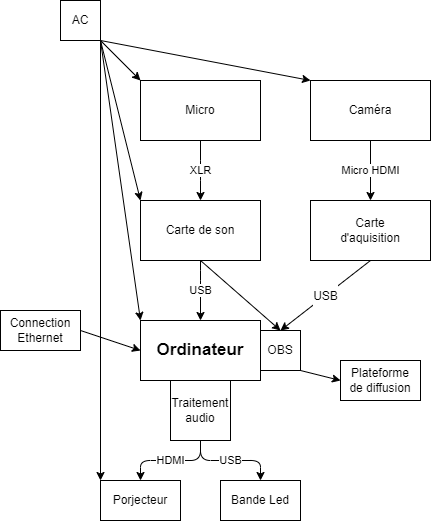 AC
Micro
Caméra
XLR
Micro HDMI
Carte de son
Carte
d'aquisition
USB
USB
Connection
Ethernet
Ordinateur
OBS
Plateforme
de diffusion
Traitement
audio
HDMI
USB
Porjecteur
Bande Led